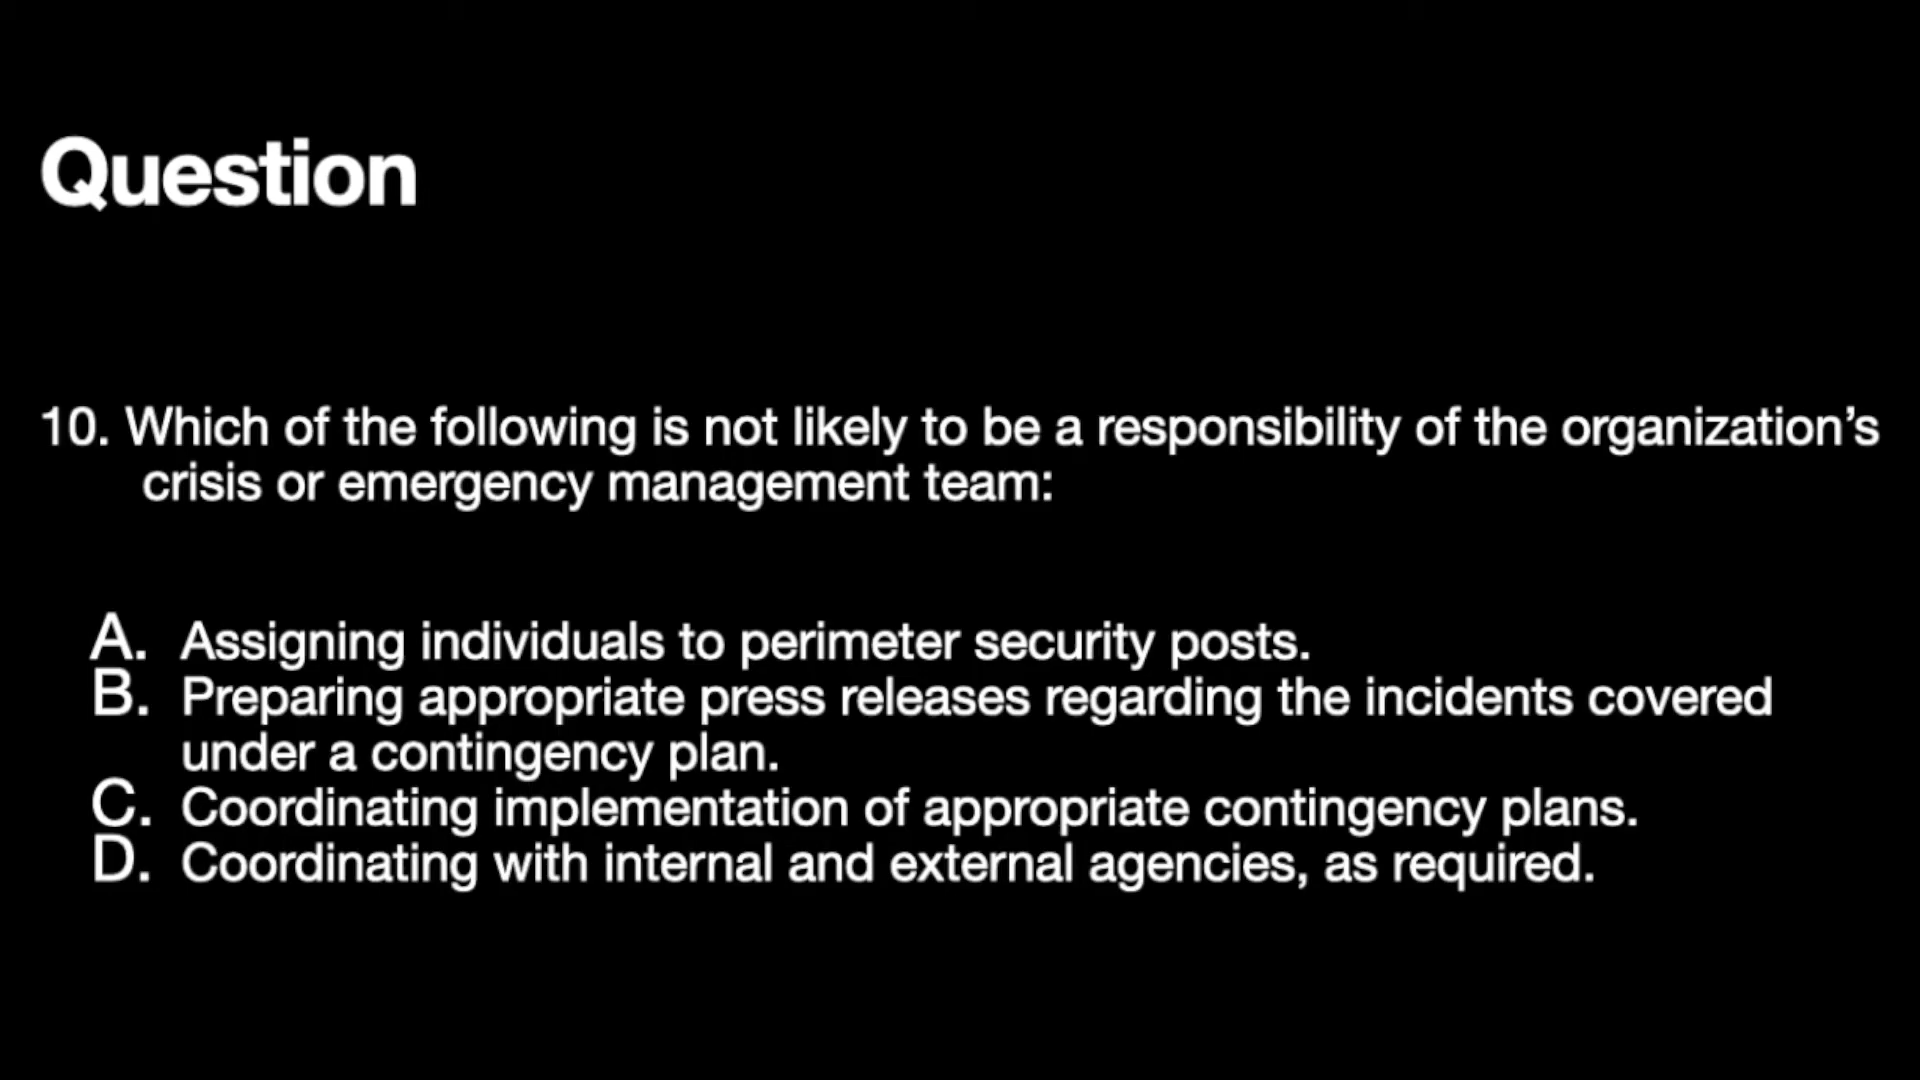 Question
10. Which of the following is not likely to be a responsibility of the organization’s
crisis or emergency management team:
A. Assigning individuals to perimeter security posts.
B. Preparing appropriate press releases regarding the incidents covered
under a contingency plan.
C. Coordinating implementation of appropriate contingency plans.
D. Coordinating with internal and external agencies, as required.